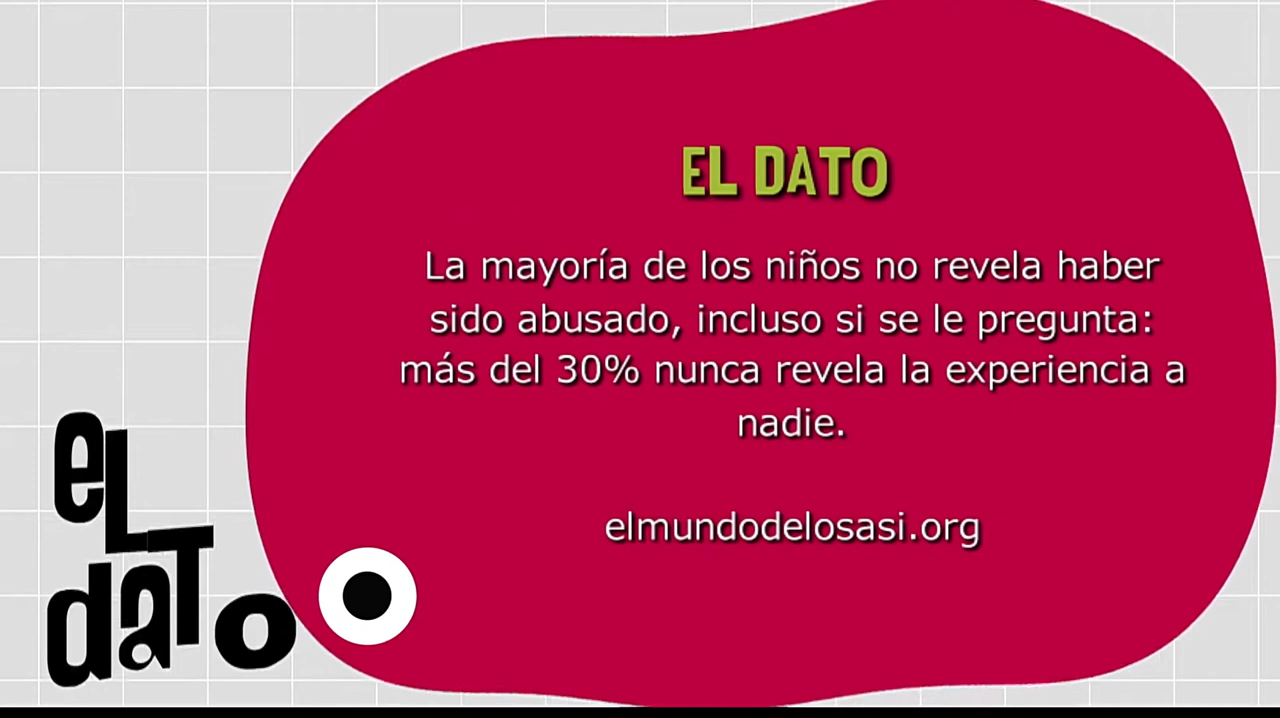 EL DATO
La mayoría de los niños no revela haber
sido abusado, incluso si se le pregunta:
más del 30% nunca revela la experiencia a
nadie.
elmundodelosasi.org
eL
daTo